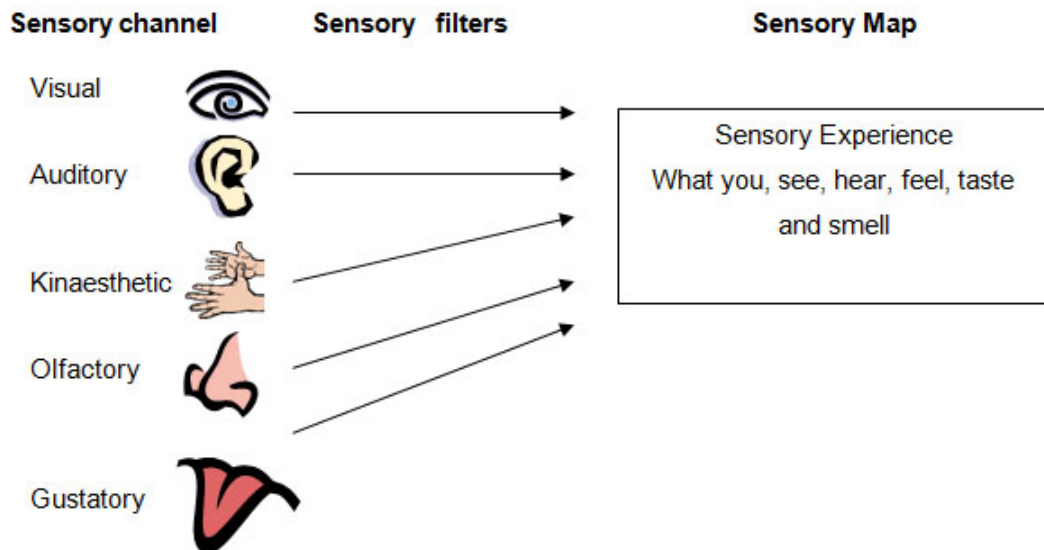 Sensory channel
Sensory filters
Sensory Map
Visual
Auditory
Kinaesthetic
Olfactory
Gustatory
Sensory Experience
What you, see, hear, feel, taste
and smell